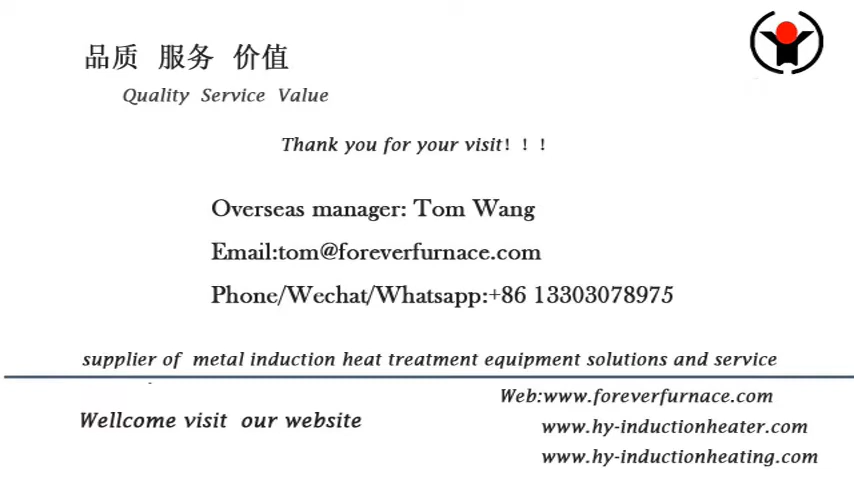 品质 服务 价值
Quality Service Value
Thank you for your visit！！！
Overseas manager: Tom Wang
Email:tom@foreverfurnace.com
Phone/Wechat/Whatsapp:+86 13303078975
supplier of metal induction heat treatment equipment solutions and service
Wellcome visit our website
Web:www.foreverfurnace.com
www.hy-inductionheater.com
www.hy-inductionheating.com